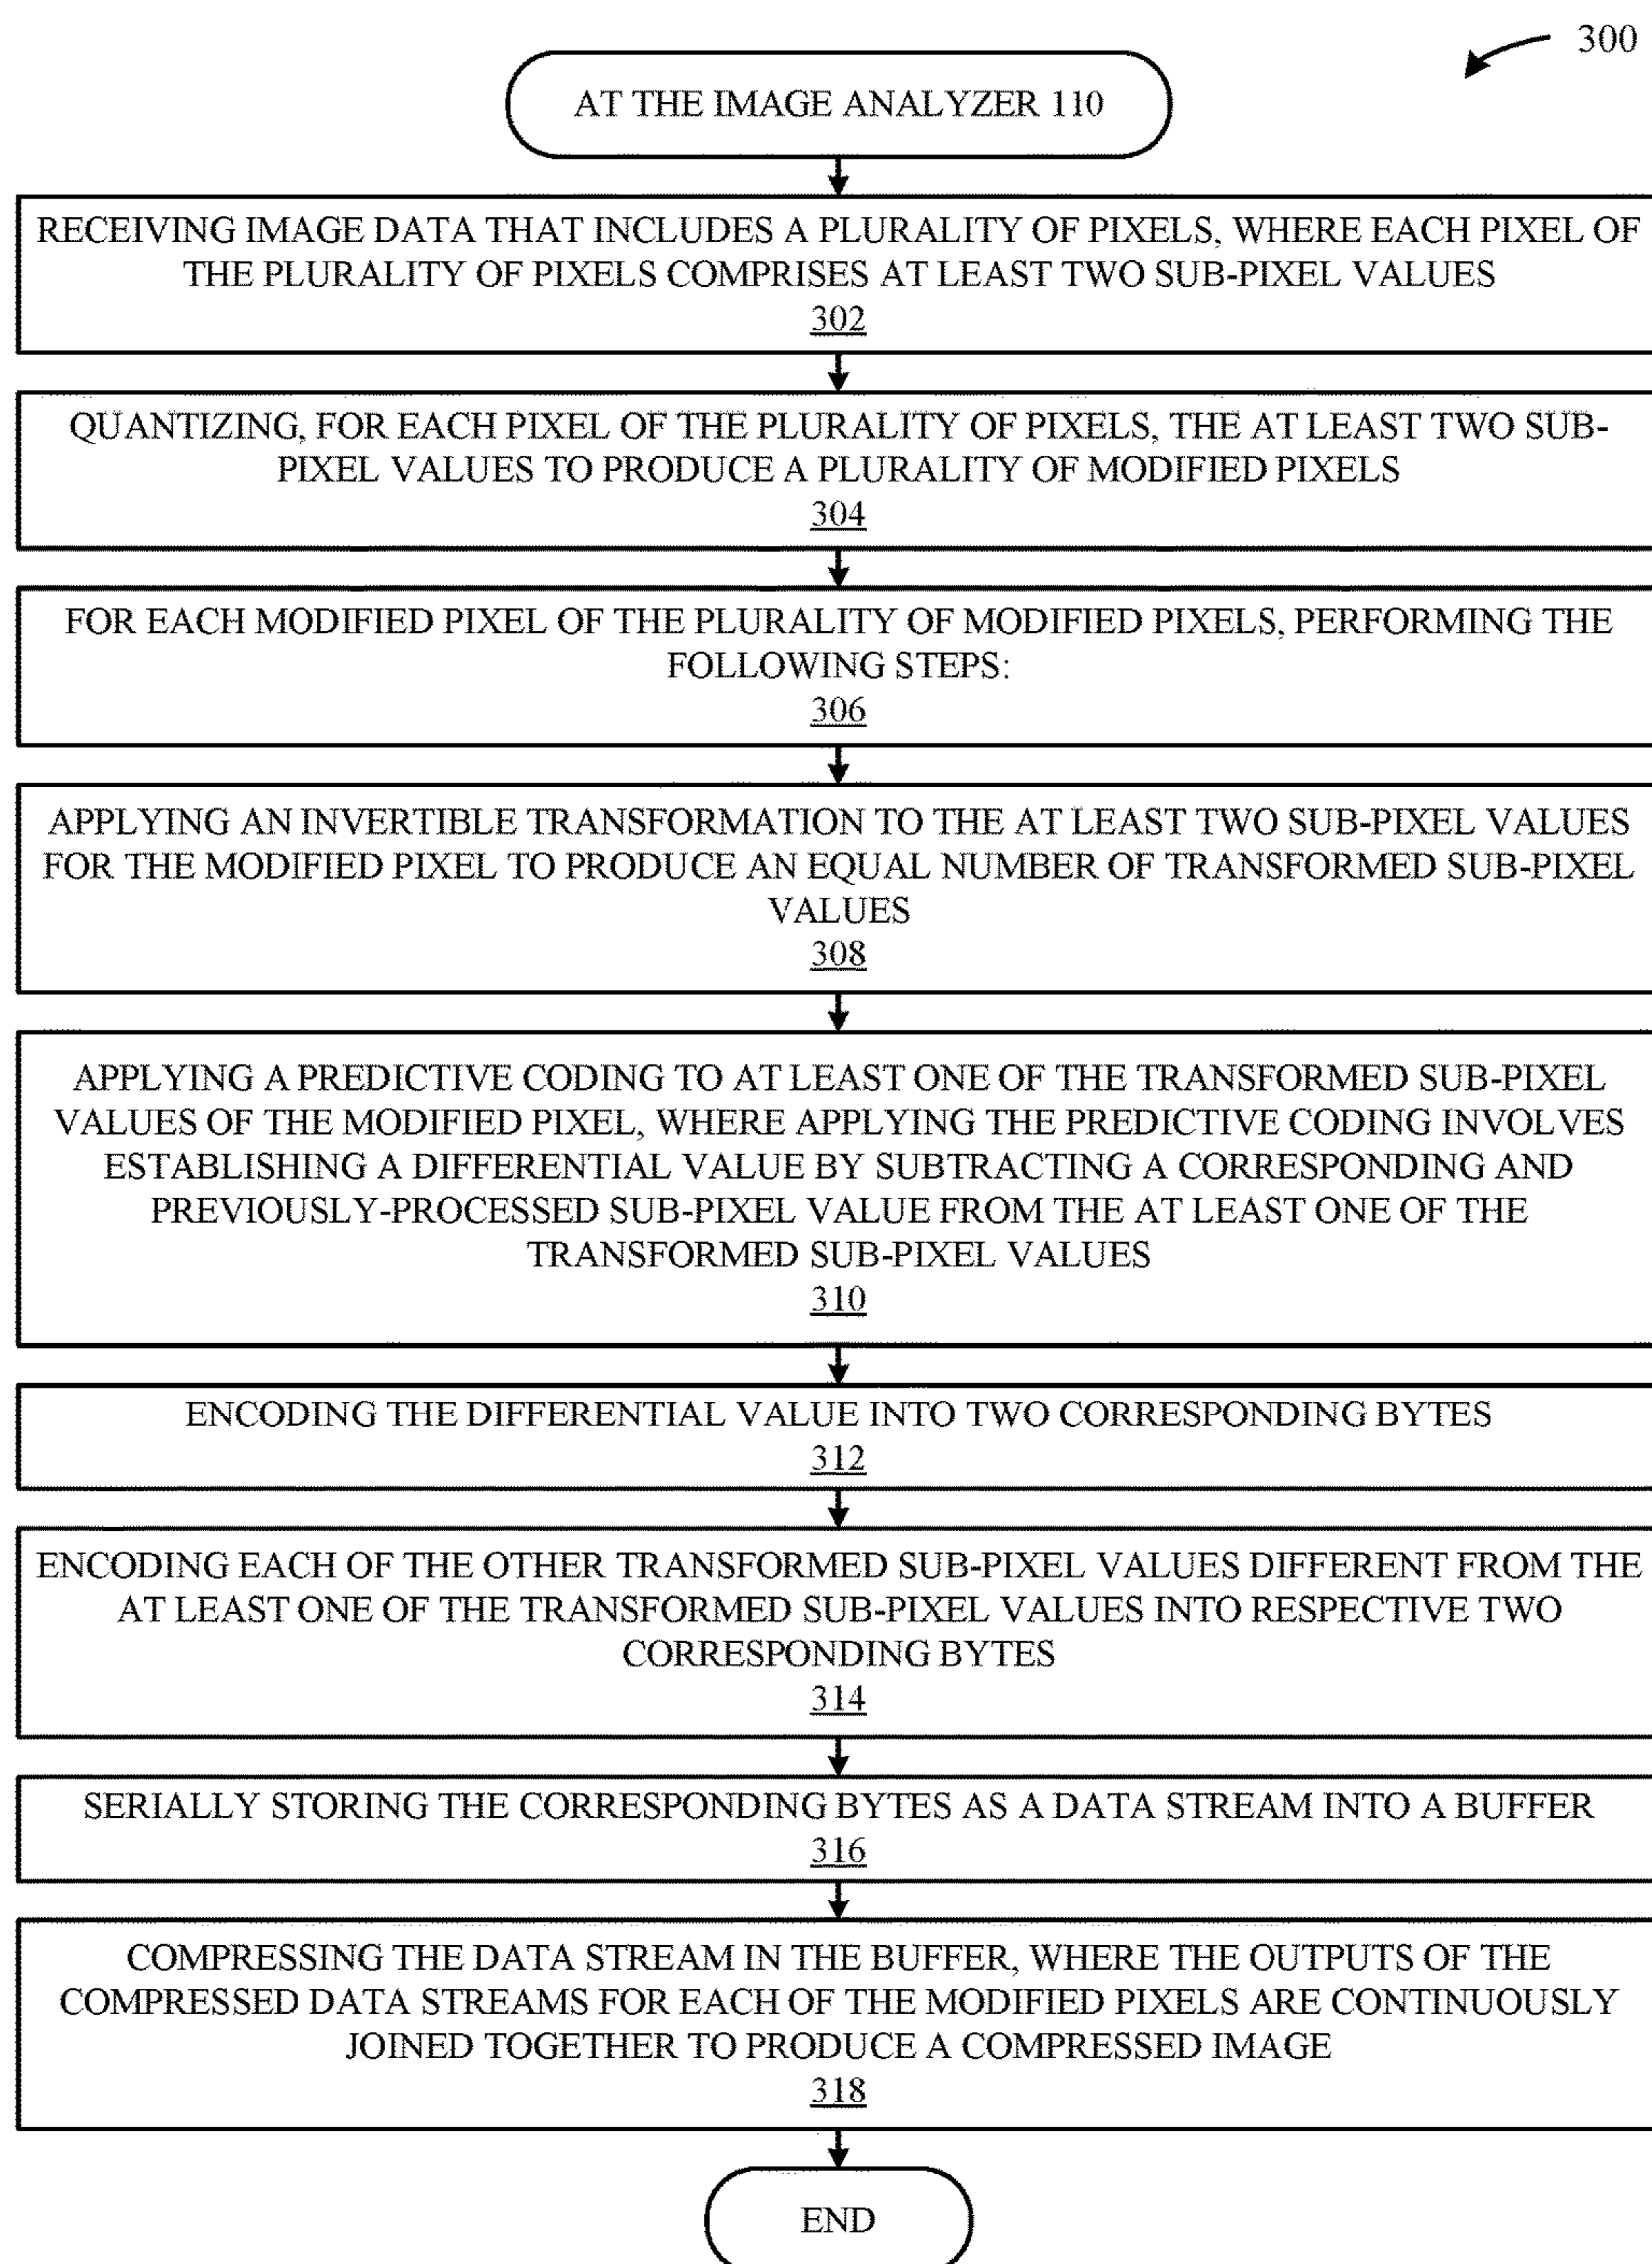 300
AT THE IMAGE ANALYZER 110
RECEIVING IMAGE DATA THAT INCLUDES A PLURALITY OF PIXELS, WHERE EACH PIXEL OF
THE PLURALITY OF PIXELS COMPRISES AT LEAST TWO SUB-PIXEL VALUES
302
QUANTIZING, FOR EACH PIXEL OF THE PLURALITY OF PIXELS, THE AT LEAST TWO SUB-
PIXEL VALUES TO PRODUCE A PLURALITY OF MODIFIED PIXELS
304
FOR EACH MODIFIED PIXEL OF THE PLURALITY OF MODIFIED PIXELS, PERFORMING THE
FOLLOWING STEPS:
306
APPLYING AN INVERTIBLE TRANSFORMATION TO THE AT LEAST TWO SUB-PIXEL VALUES
FOR THE MODIFIED PIXEL TO PRODUCE AN EQUAL NUMBER OF TRANSFORMED SUB-PIXEL
VALUES
308
APPLYING A PREDICTIVE CODING TO AT LEAST ONE OF THE TRANSFORMED SUB-PIXEL
VALUES OF THE MODIFIED PIXEL, WHERE APPLYING THE PREDICTIVE CODING INVOLVES
ESTABLISHING A DIFFERENTIAL VALUE BY SUBTRACTING A CORRESPONDING AND
PREVIOUSLY-PROCESSED SUB-PIXEL VALUE FROM THE AT LEAST ONE OF THE
TRANSFORMED SUB-PIXEL VALUES
310
ENCODING THE DIFFERENTIAL VALUE INTO TWO CORRESPONDING BYTES
312
ENCODING EACH OF THE OTHER TRANSFORMED SUB-PIXEL VALUES DIFFERENT FROM THE
AT LEAST ONE OF THE TRANSFORMED SUB-PIXEL VALUES INTO RESPECTIVE TWO
CORRESPONDING BYTES
314
SERIALLY STORING THE CORRESPONDING BYTES AS A DATA STREAM INTO A BUFFER
316
COMPRESSING THE DATA STREAM IN THE BUFFER, WHERE THE OUTPUTS OF THE
COMPRESSED DATA STREAMS FOR EACH OF THE MODIFIED PIXELS ARE CONTINUOUSLY
JOINED TOGETHER TO PRODUCE A COMPRESSED IMAGE
318
END